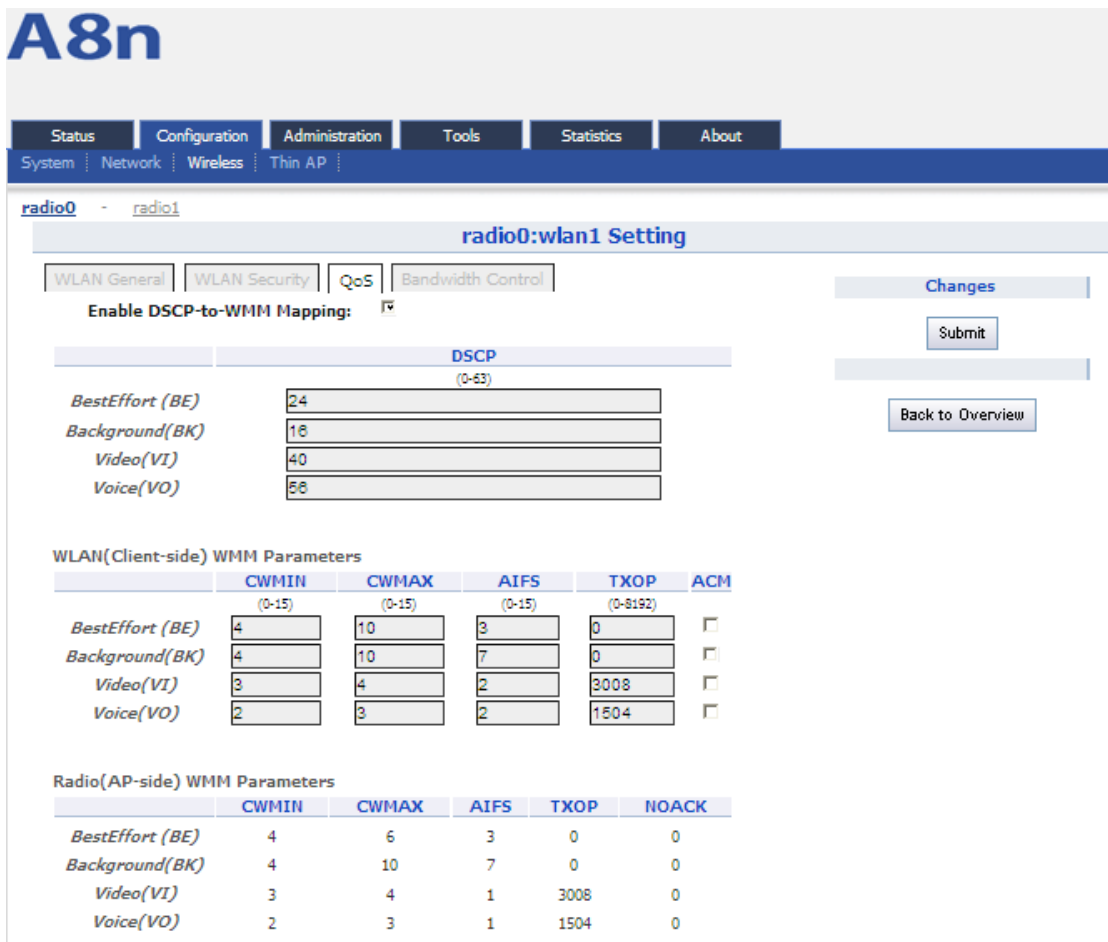 A8n
Status Configuration Administration Tools Statistics About
System Network Wireless Thin AP
radio0 - radio1
radio0:wlan1 Setting
WLAN General WLAN Security QoS Bandwidth Control
Changes
Enable DSCP-to-WMM Mapping:
Submit
DSCP
(0-63)
BestEffort (BE) 24
Back to Overview
Background(BK) 16
Video(VI) 40
Voice(VO) 56
WLAN(Client-side) WMM Parameters
CWMIN CWMAX AIFS TXOP ACM
(0-15) (0-15) (0-15) (0-8192)
BestEffort (BE) 4 10 3 0
Background(BK) 4 10 7 0
Video(VI) 3 4 2 3008
Voice(VO) 2 3 2 1504
Radio(AP-side) WMM Parameters
CWMIN CWMAX AIFS TXOP NOACK
BestEffort (BE) 4 6 3 0 0
Background(BK) 4 10 7 0 0
Video(VI) 3 4 1 3008 0
Voice(VO) 2 3 1 1504 0